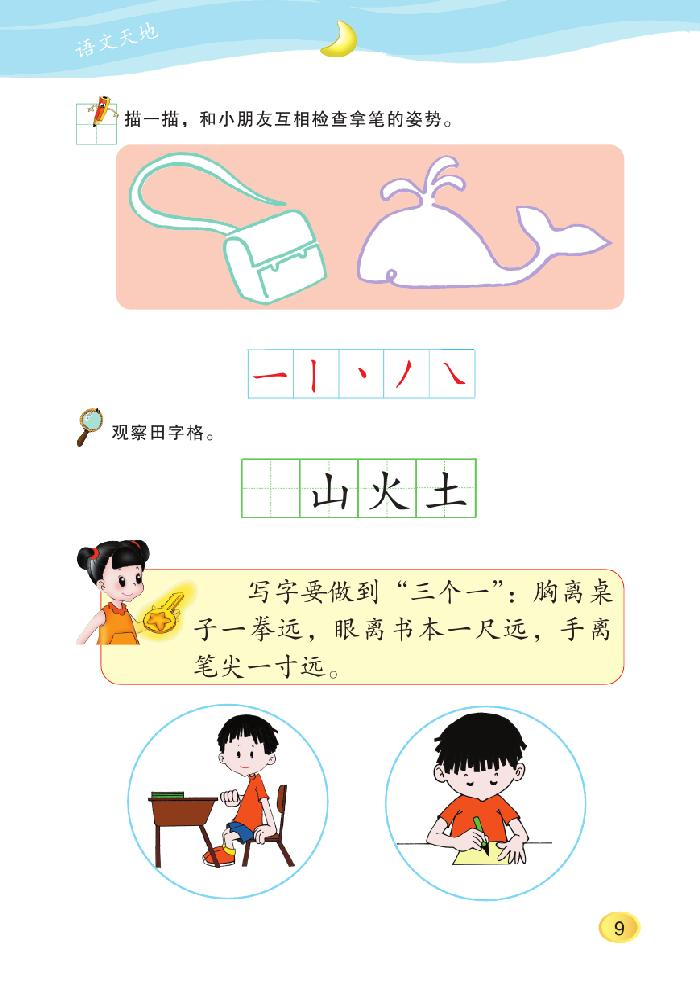 语文天地
描一描，和小朋友互相检查拿笔的姿势。
一 丨 丶 丿 ㇏
观察田字格。
山 火 土
写字要做到“三个一”：胸离桌
子一拳远，眼离书本一尺远，手离
笔尖一寸远。
9